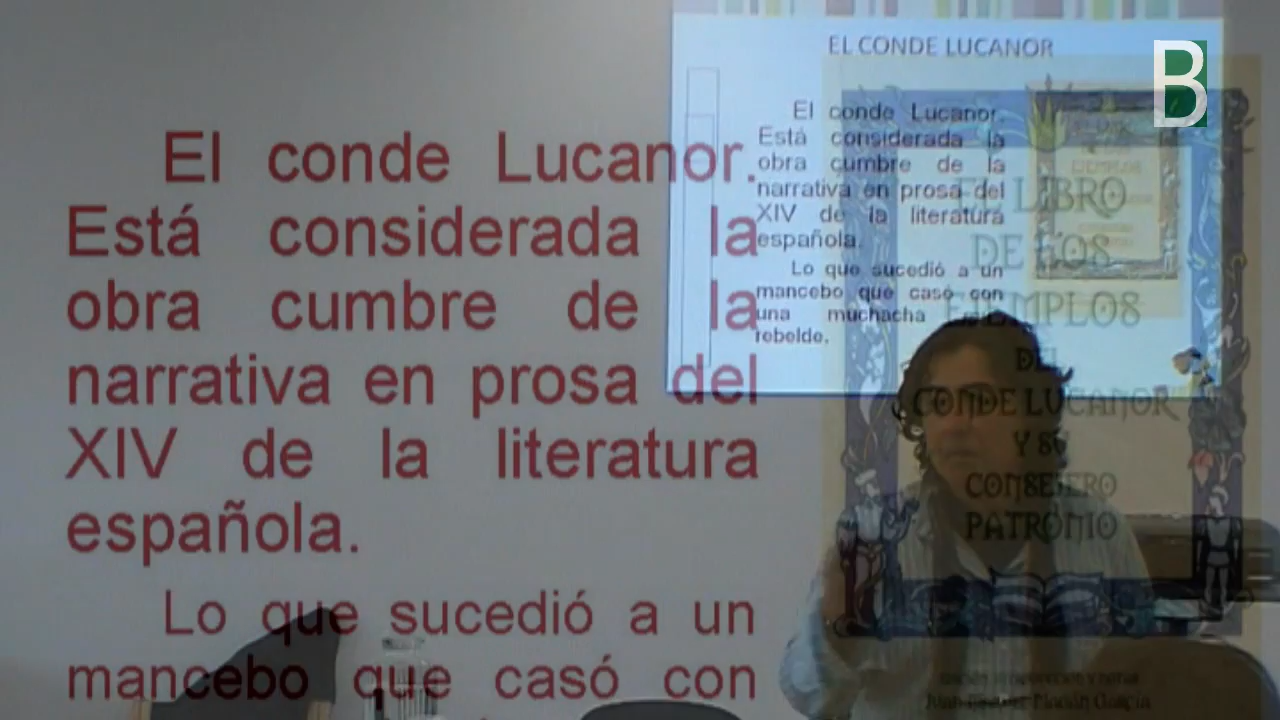 El conde Lucanor.
Está considerada la
obra cumbre de la
narrativa en prosa del
XIV de la literatura
española.
Lo que sucedió a un
mancebo que casó con
EL CONDE LUCANOR
El conde Lucanor.
Está considerada la
obra cumbre de la
narrativa en prosa del
XIV de la literatura
española.
Lo que sucedió a un
mancebo que casó con
una muchacha
rebelde.
B
EL LIBRO
DE LOS
EJEMPLOS
DEL
CONDE LUCANOR
Y SU
CONSEJERO
PATRONIO